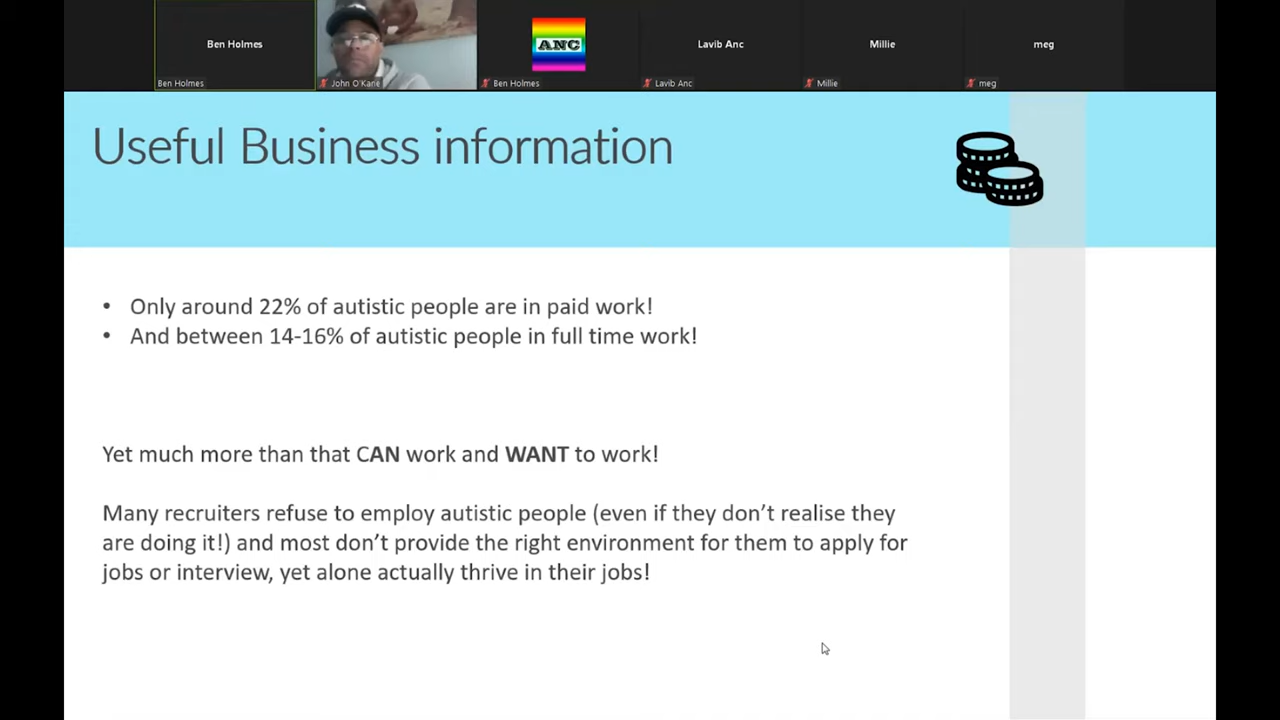 Ben Holmes
Ben Holmes
John O'Kane
ANC
Ben Holmes
Lavib Anc
Lavib Anc
Millie
Millie
meg
meg
Useful Business information
• Only around 22% of autistic people are in paid work!
• And between 14-16% of autistic people in full time work!
Yet much more than that CAN work and WANT to work!
Many recruiters refuse to employ autistic people (even if they don’t realise they
are doing it!) and most don’t provide the right environment for them to apply for
jobs or interview, yet alone actually thrive in their jobs!